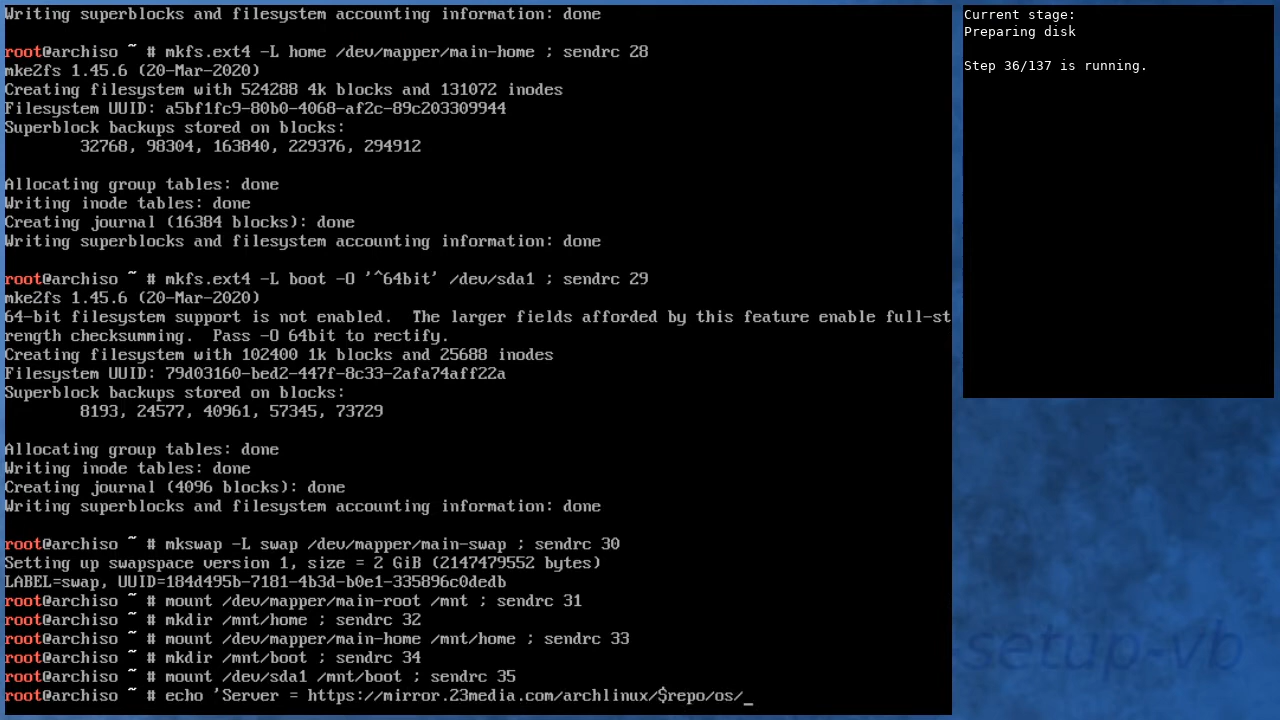 Writing superblocks and filesystem accounting information: done
root@archiso ~ # mkfs.ext4 -L home /dev/mapper/main-home ; sendrc 28
mke2fs 1.45.6 (20-Mar-2020)
Creating filesystem with 524288 4k blocks and 131072 inodes
Filesystem UUID: a5bf1fc9-80b0-4068-af2c-89c203309944
Superblock backups stored on blocks:
        32768, 98304, 163840, 229376, 294912
Allocating group tables: done
Writing inode tables: done
Creating journal (16384 blocks): done
Writing superblocks and filesystem accounting information: done
root@archiso ~ # mkfs.ext4 -L boot -O '^64bit' /dev/sda1 ; sendrc 29
mke2fs 1.45.6 (20-Mar-2020)
64-bit filesystem support is not enabled.  The larger fields afforded by this feature enable full-st
rength checksumming.  Pass -O 64bit to rectify.
Creating filesystem with 102400 1k blocks and 25688 inodes
Filesystem UUID: 79d03160-bed2-447f-8c33-2afa74aff22a
Superblock backups stored on blocks:
        8193, 24577, 40961, 57345, 73729
Allocating group tables: done
Writing inode tables: done
Creating journal (4096 blocks): done
Writing superblocks and filesystem accounting information: done
root@archiso ~ # mkswap -L swap /dev/mapper/main-swap ; sendrc 30
Setting up swapspace version 1, size = 2 GiB (2147479552 bytes)
LABEL=swap, UUID=184d495b-7181-4b3d-b0e1-335896c0dedb
root@archiso ~ # mount /dev/mapper/main-root /mnt ; sendrc 31
root@archiso ~ # mkdir /mnt/home ; sendrc 32
root@archiso ~ # mount /dev/mapper/main-home /mnt/home ; sendrc 33
root@archiso ~ # mkdir /mnt/boot ; sendrc 34
root@archiso ~ # mount /dev/sda1 /mnt/boot ; sendrc 35
root@archiso ~ # echo 'Server = https://mirror.23media.com/archlinux/$repo/os/_
Current stage:
Preparing disk
Step 36/137 is running.
setup-vb